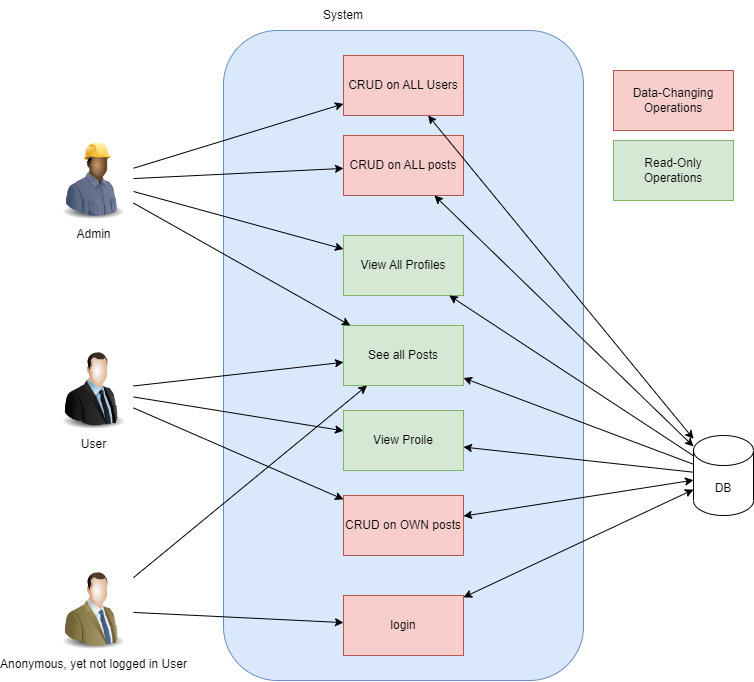 System
CRUD on ALL Users
Data-Changing
Operations
CRUD on ALL posts
Read-Only
Operations
Admin
View All Profiles
See all Posts
User
View Proile
DB
CRUD on OWN posts
login
Anonymous, yet not logged in User